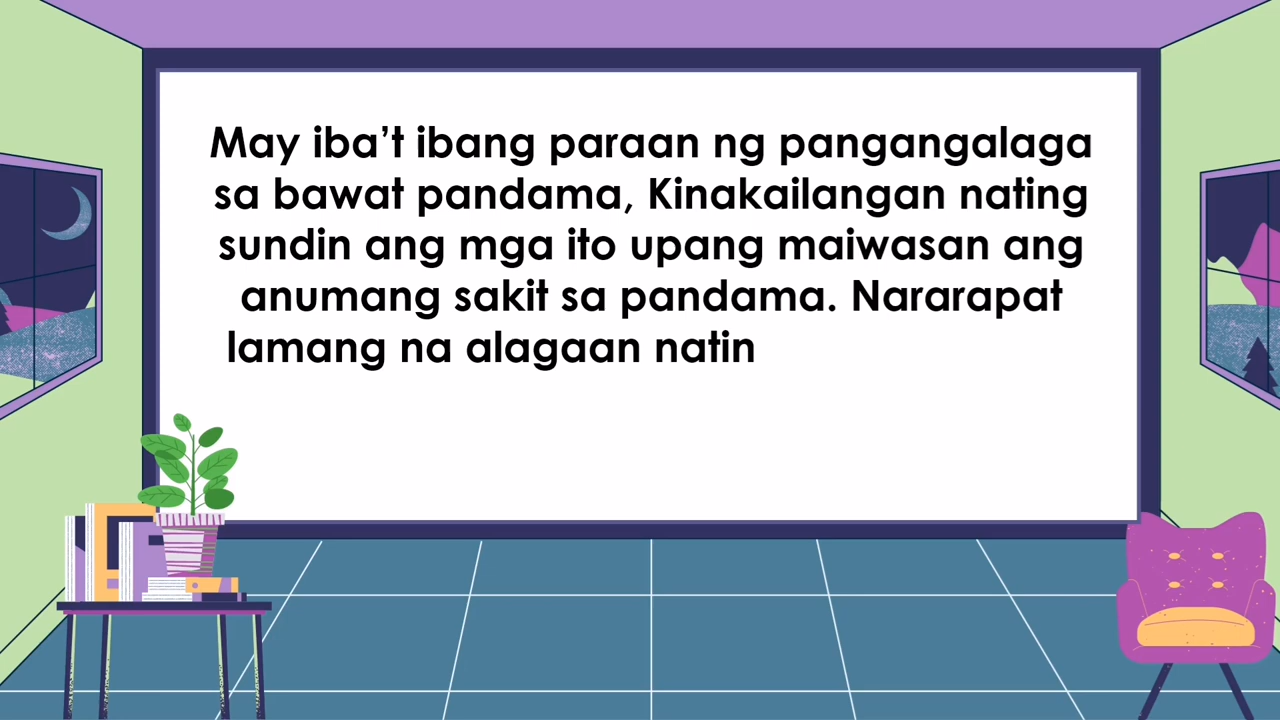 May iba’t ibang paraan ng pangangalaga
sa bawat pandama, Kinakailangan nating
sundin ang mga ito upang maiwasan ang
anumang sakit sa pandama. Nararapat
lamang na alagaan natin